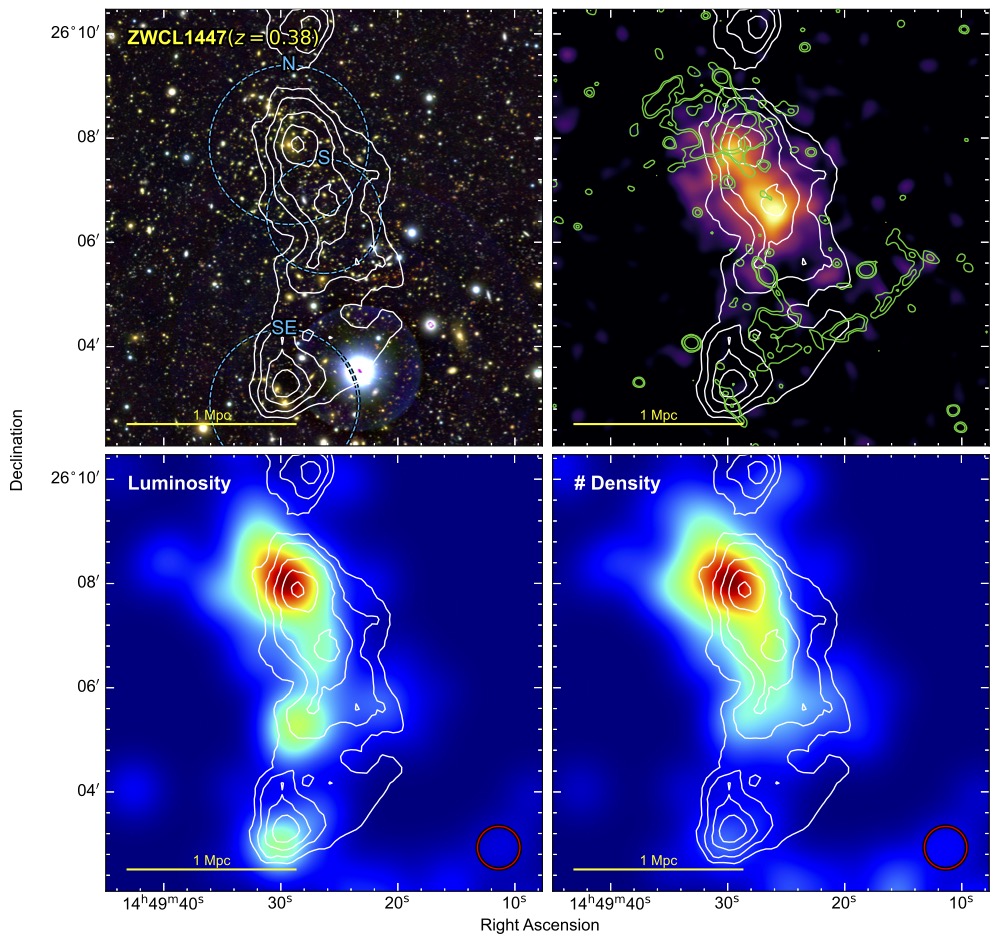 ZWCL1447(z = 0.38)
N
S
SE
1 Mpc
26°10′
08′
06′
04′
1 Mpc
Luminosity
1 Mpc
26°10′
08′
06′
04′
# Density
1 Mpc
14ʰ49ᵐ40ˢ
30ˢ
20ˢ
10ˢ
14ʰ49ᵐ40ˢ
30ˢ
20ˢ
10ˢ
Right Ascension
Declination